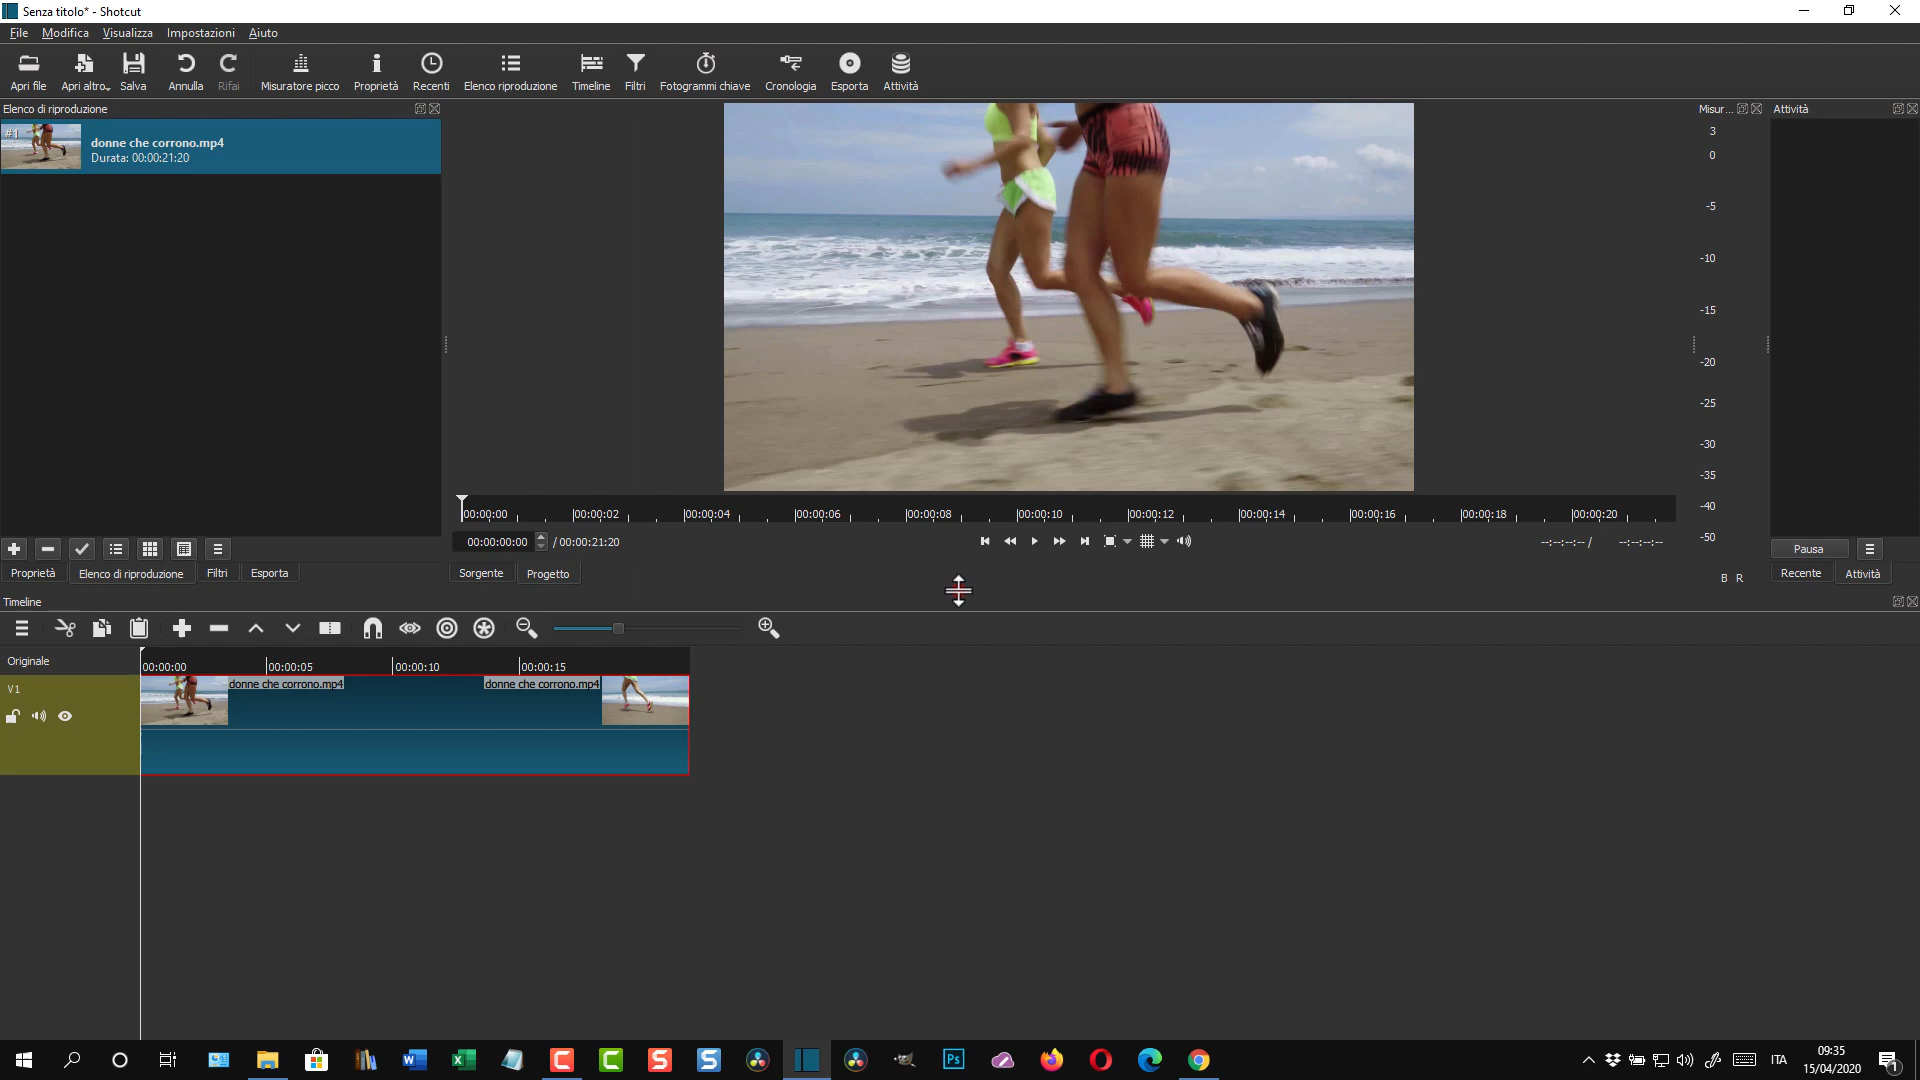 Senza titolo* - Shotcut
File Modifica Visualizza Impostazioni Aiuto
Apri file Apri altro Salva Annulla Rifai Misuratore picco Proprietà Recenti Elenco riproduzione Timeline Filtri Fotogrammi chiave Cronologia Esporta Attività
Elenco di riproduzione
#1
donne che corrono.mp4
Durata: 00:00:21:20
Proprietà Elenco di riproduzione Filtri Esporta
00:00:00 00:00:02 00:00:04 00:00:06 00:00:08 00:00:10 00:00:12 00:00:14 00:00:16 00:00:18 00:00:20
00:00:00:00 / 00:00:21:20 --:--:--:-- / --:--:--:--
Sorgente Progetto
Misur...
3
0
-5
-10
-15
-20
-25
-30
-35
-40
-50
B R
Attività
Pausa
Recente Attività
Timeline
Originale
00:00:00 00:00:05 00:00:10 00:00:15
V1
donne che corrono.mp4 donne che corrono.mp4
ITA
09:35
15/04/2020
1
Ps